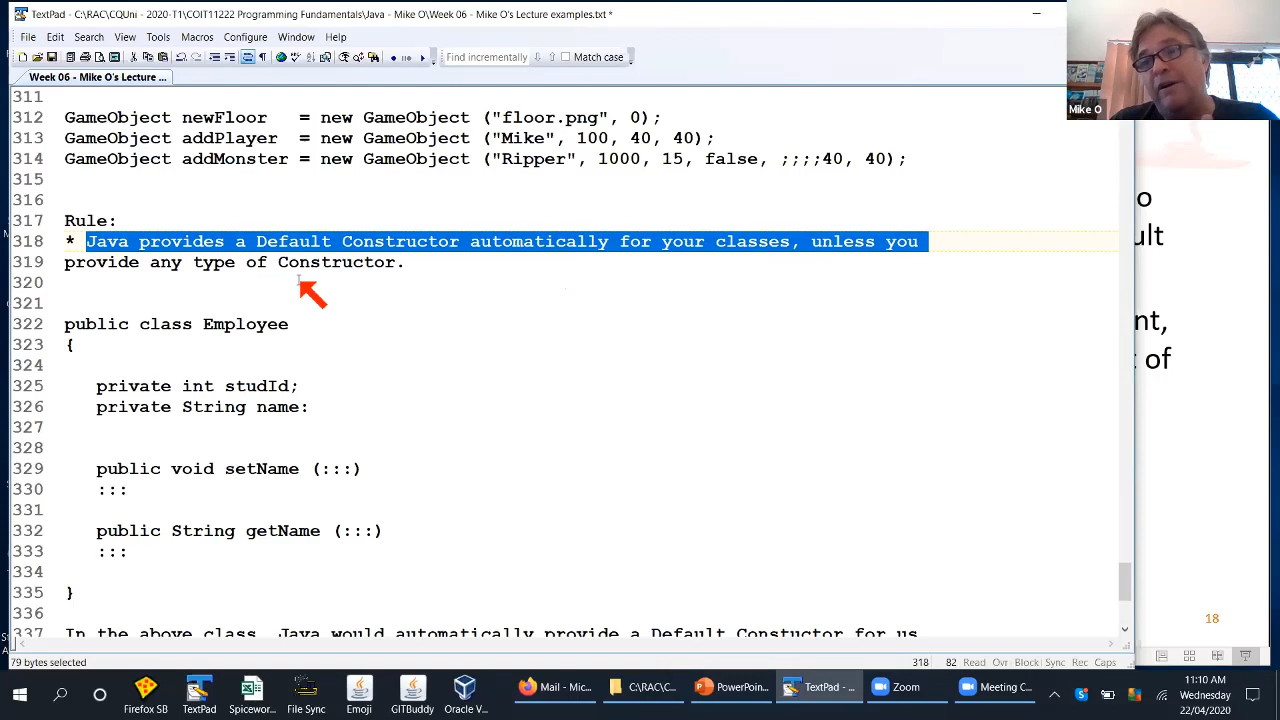 TextPad - C:\RAC\CQUni - 2020-T1\COIT11222 Programming Fundamentals\Java - Mike O\Week 06 - Mike O's Lecture examples.txt *
File Edit Search View Tools Macros Configure Window Help
Find incrementally Match case
Week 06 - Mike O's Lecture ...
Mike O
311
312 GameObject newFloor = new GameObject ("floor.png", 0);
313 GameObject addPlayer = new GameObject ("Mike", 100, 40, 40);
314 GameObject addMonster = new GameObject ("Ripper", 1000, 15, false, ;;;;40, 40);
315
316
317 Rule:
318 * Java provides a Default Constructor automatically for your classes, unless you
319 provide any type of Constructor.
320
321
322 public class Employee
323 {
324
325 private int studId;
326 private String name:
327
328
329 public void setName (:::)
330 :::
331
332 public String getName (:::)
333 :::
334
335 }
336
337 In the above class, Java would automatically provide a Default Constuctor for us
18
79 bytes selected 318 82 Read Ovr Block Sync Rec Caps
Firefox SB TextPad Spicewor... File Sync Emoji GITBuddy Oracle V... Mail - Mic... C:\RAC\C... PowerPoin... TextPad - ... Zoom Meeting C...
11:10 AM
Wednesday
22/04/2020